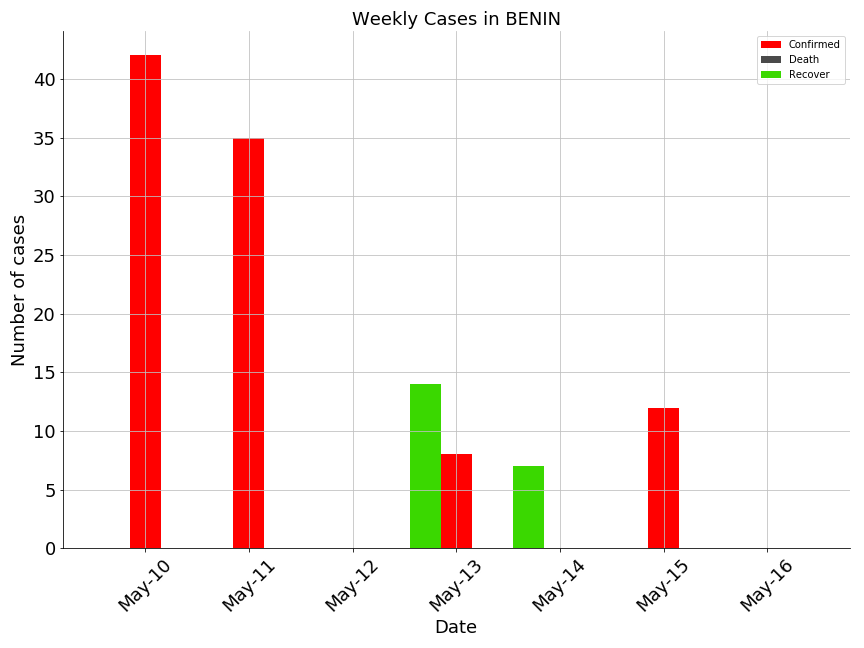 Weekly Cases in BENIN
Confirmed
Death
Recover
Number of cases
40
35
30
25
20
15
10
5
0
May-10
May-11
May-12
May-13
May-14
May-15
May-16
Date